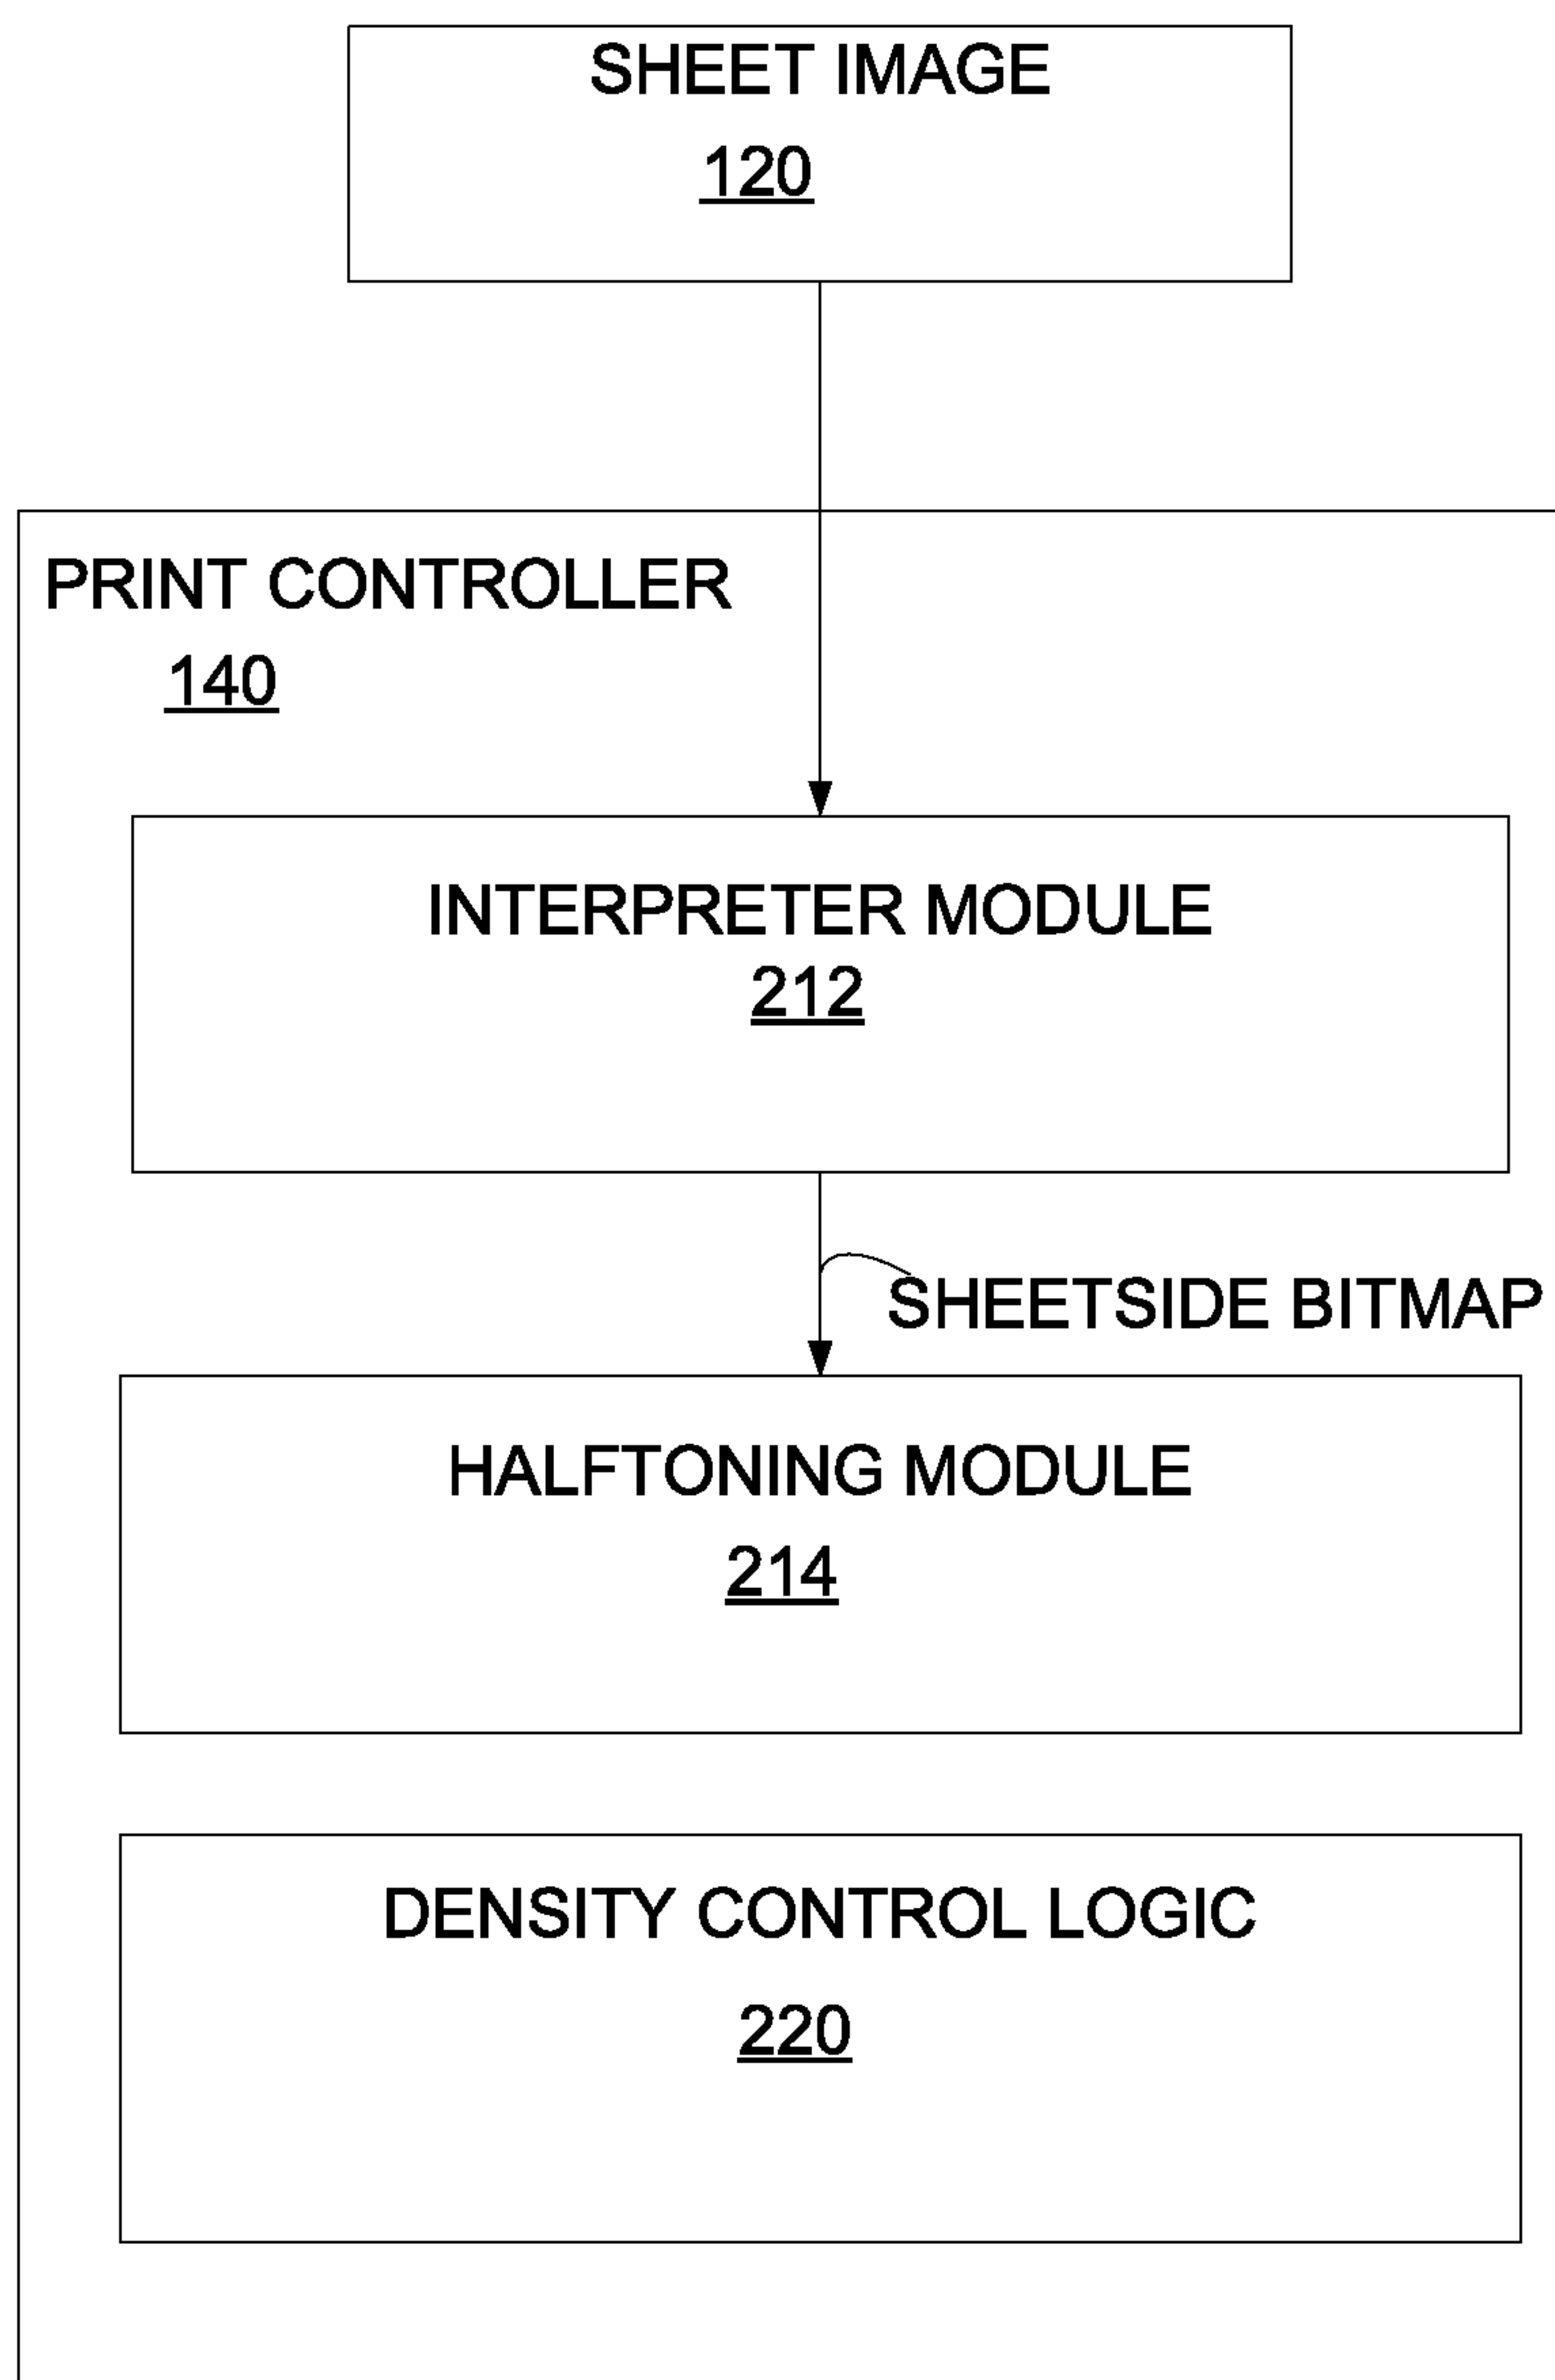 SHEET IMAGE
120
PRINT CONTROLLER
140
INTERPRETER MODULE
212
SHEETSIDE BITMAP
HALFTONING MODULE
214
DENSITY CONTROL LOGIC
220